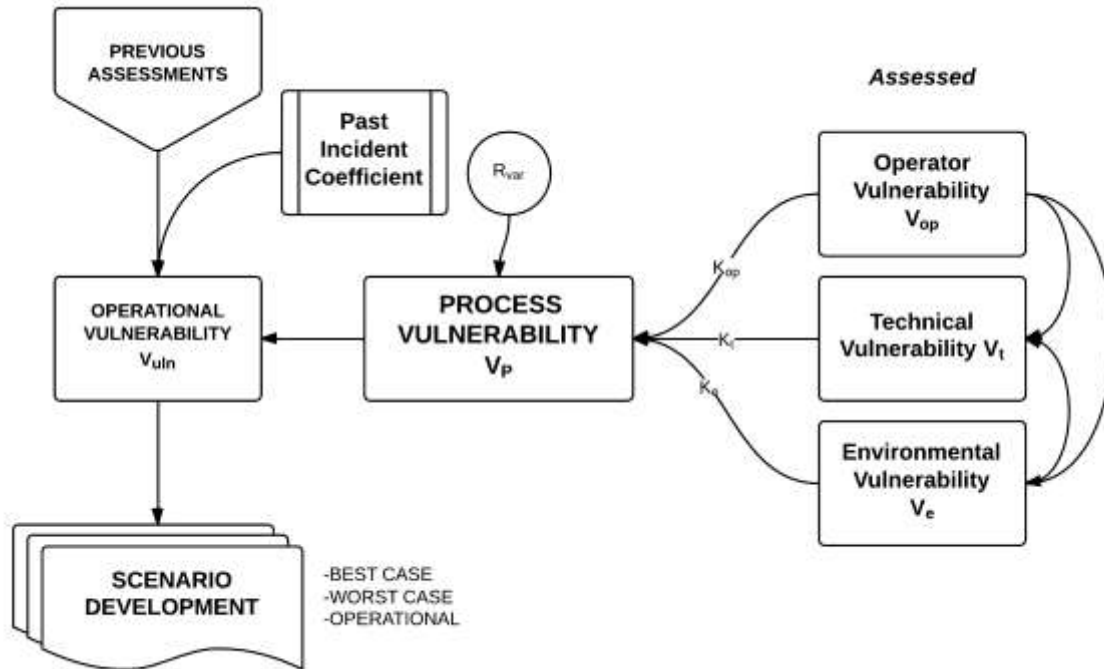 PREVIOUS
ASSESSMENTS
Past
Incident
Coefficient
Rvar
Assessed
Operator
Vulnerability
Vop
Kop
OPERATIONAL
VULNERABILITY
Vuln
PROCESS
VULNERABILITY
VP
Kt
Technical
Vulnerability Vt
Ke
Environmental
Vulnerability
Ve
SCENARIO
DEVELOPMENT
-BEST CASE
-WORST CASE
-OPERATIONAL